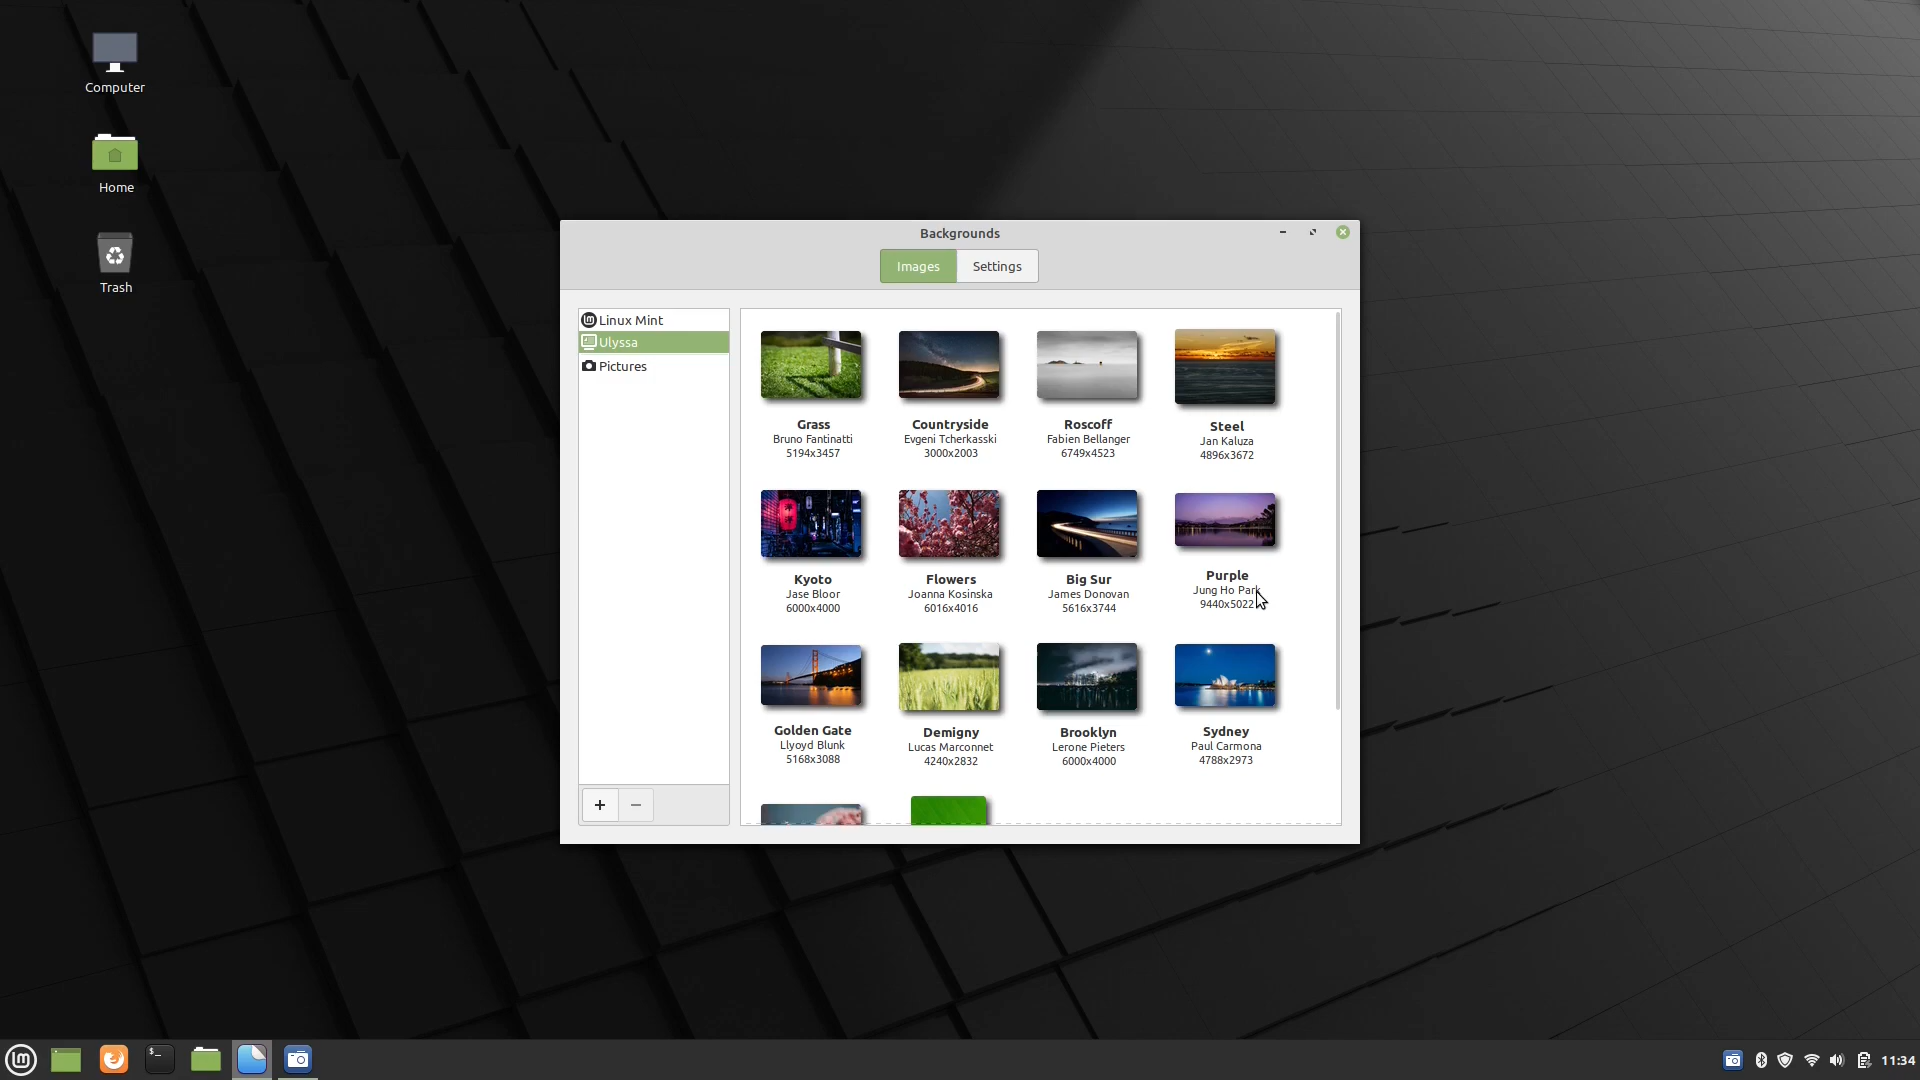 Computer
Home
Trash
Backgrounds
Images
Settings
Linux Mint
Ulyssa
Pictures
Grass
Bruno Fantinatti
5194x3457
Countryside
Evgeni Tcherkasski
3000x2003
Roscoff
Fabien Bellanger
6749x4523
Steel
Jan Kaluza
4896x3672
Kyoto
Jase Bloor
6000x4000
Flowers
Joanna Kosinska
6016x4016
Big Sur
James Donovan
5616x3744
Purple
Jung Ho Park
9440x5022
Golden Gate
Llyoyd Blunk
5168x3088
Demigny
Lucas Marconnet
4240x2832
Brooklyn
Lerone Pieters
6000x4000
Sydney
Paul Carmona
4788x2973
11:34